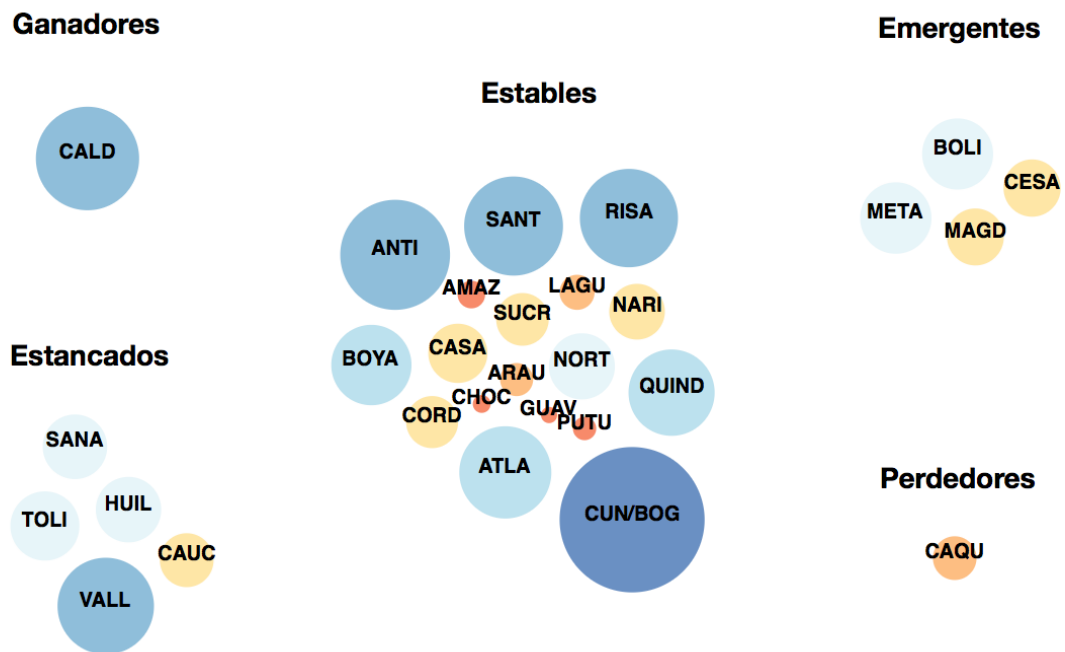 Ganadores
CALD
Estables
ANTI
SANT
RISA
AMAZ
LAGU
SUCR
NARI
BOYA
CASA
NORT
ARAU
QUIND
CHOC
CORD
GUAV
PUTU
ATLA
CUN/BOG
Emergentes
BOLI
CESA
META
MAGD
Estancados
SANA
HUIL
TOLI
CAUC
VALL
Perdedores
CAQU